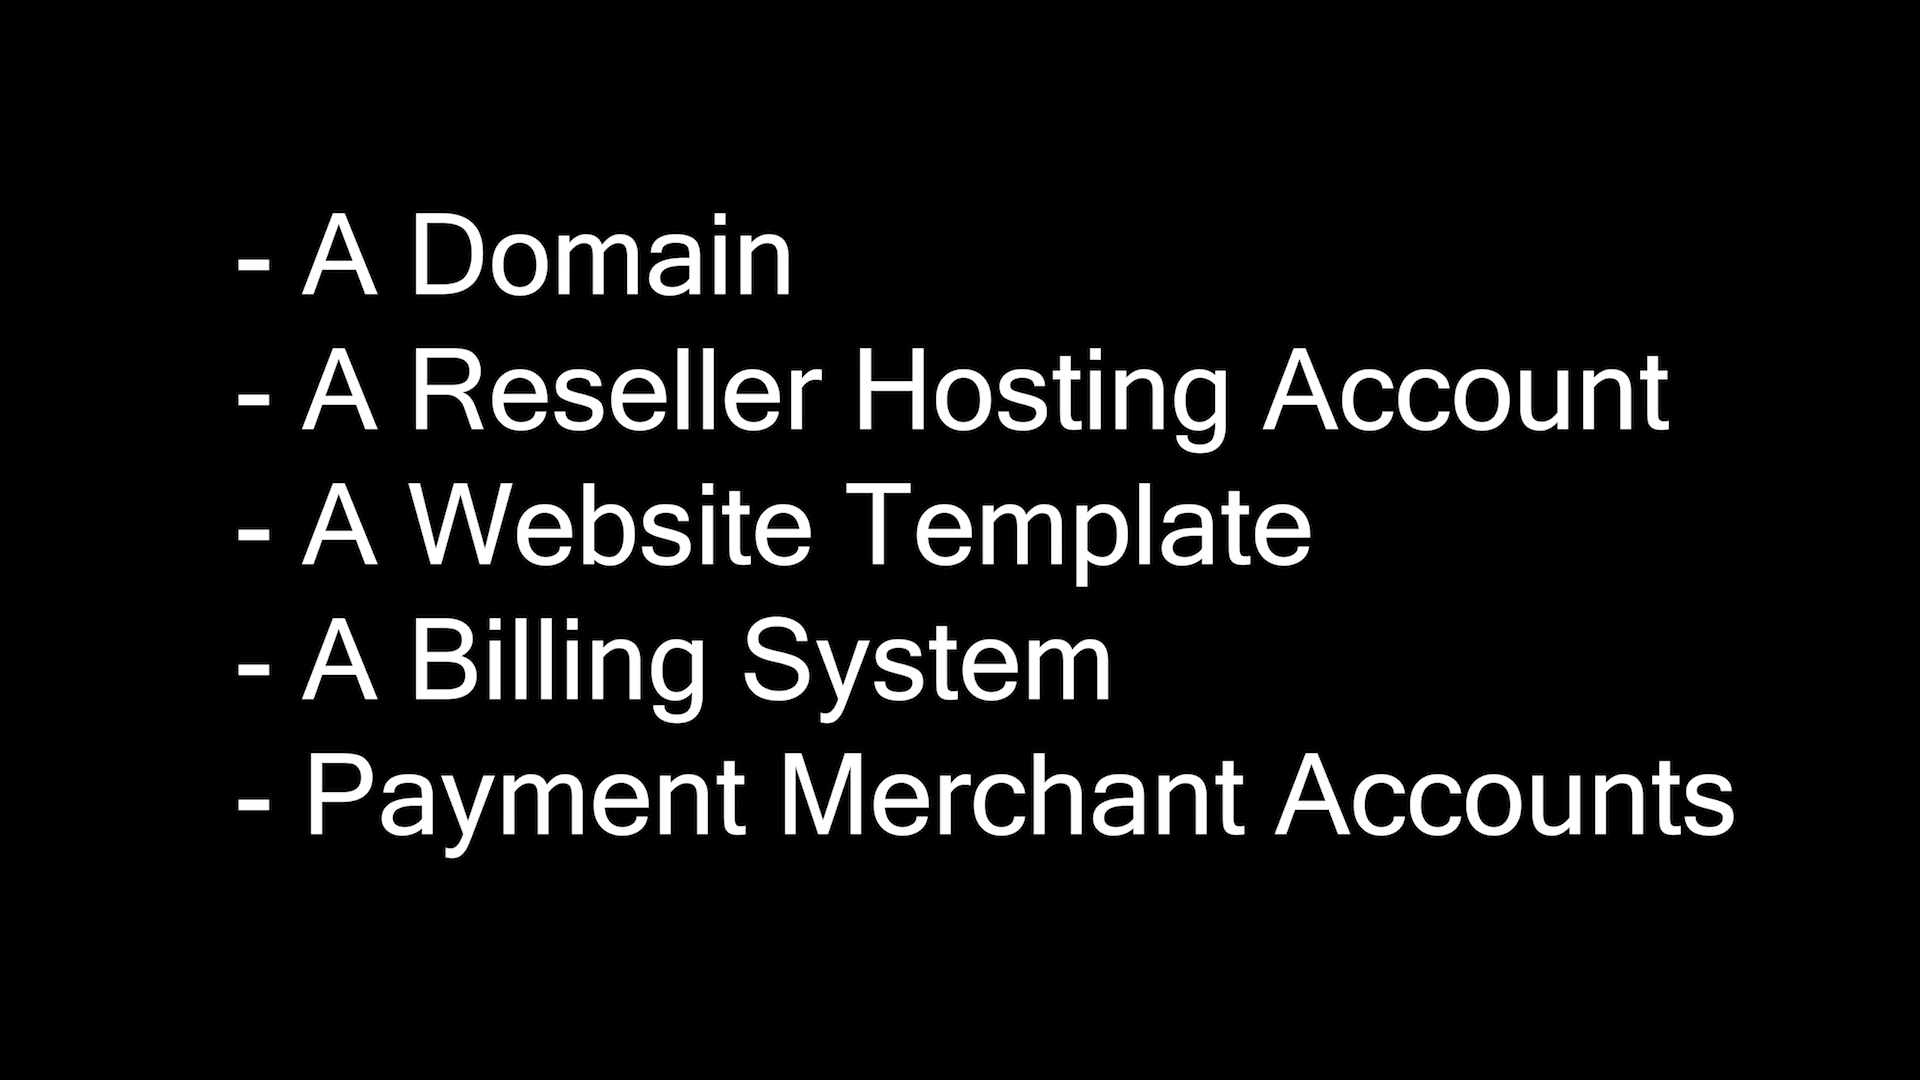 - A Domain
- A Reseller Hosting Account
- A Website Template
- A Billing System
- Payment Merchant Accounts